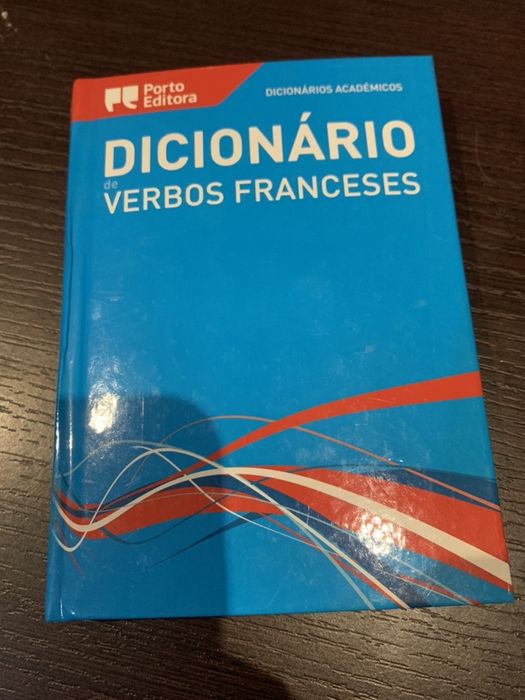 Porto
Editora
DICIONÁRIOS ACADÉMICOS
DICIONÁRIO
de
VERBOS FRANCESES